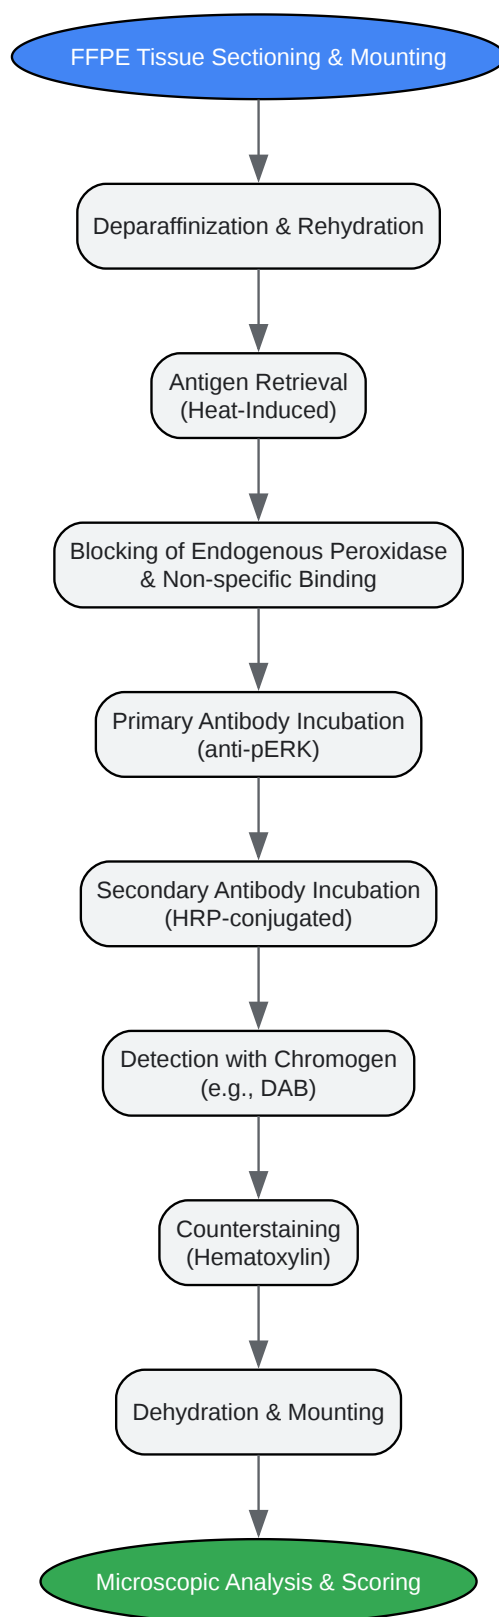 FFPE Tissue Sectioning & Mounting
Deparaffinization & Rehydration
Antigen Retrieval
(Heat-Induced)
Blocking of Endogenous Peroxidase
& Non-specific Binding
Primary Antibody Incubation
(anti-pERK)
Secondary Antibody Incubation
(HRP-conjugated)
Detection with Chromogen
(e.g., DAB)
Counterstaining
(Hematoxylin)
Dehydration & Mounting
Microscopic Analysis & Scoring